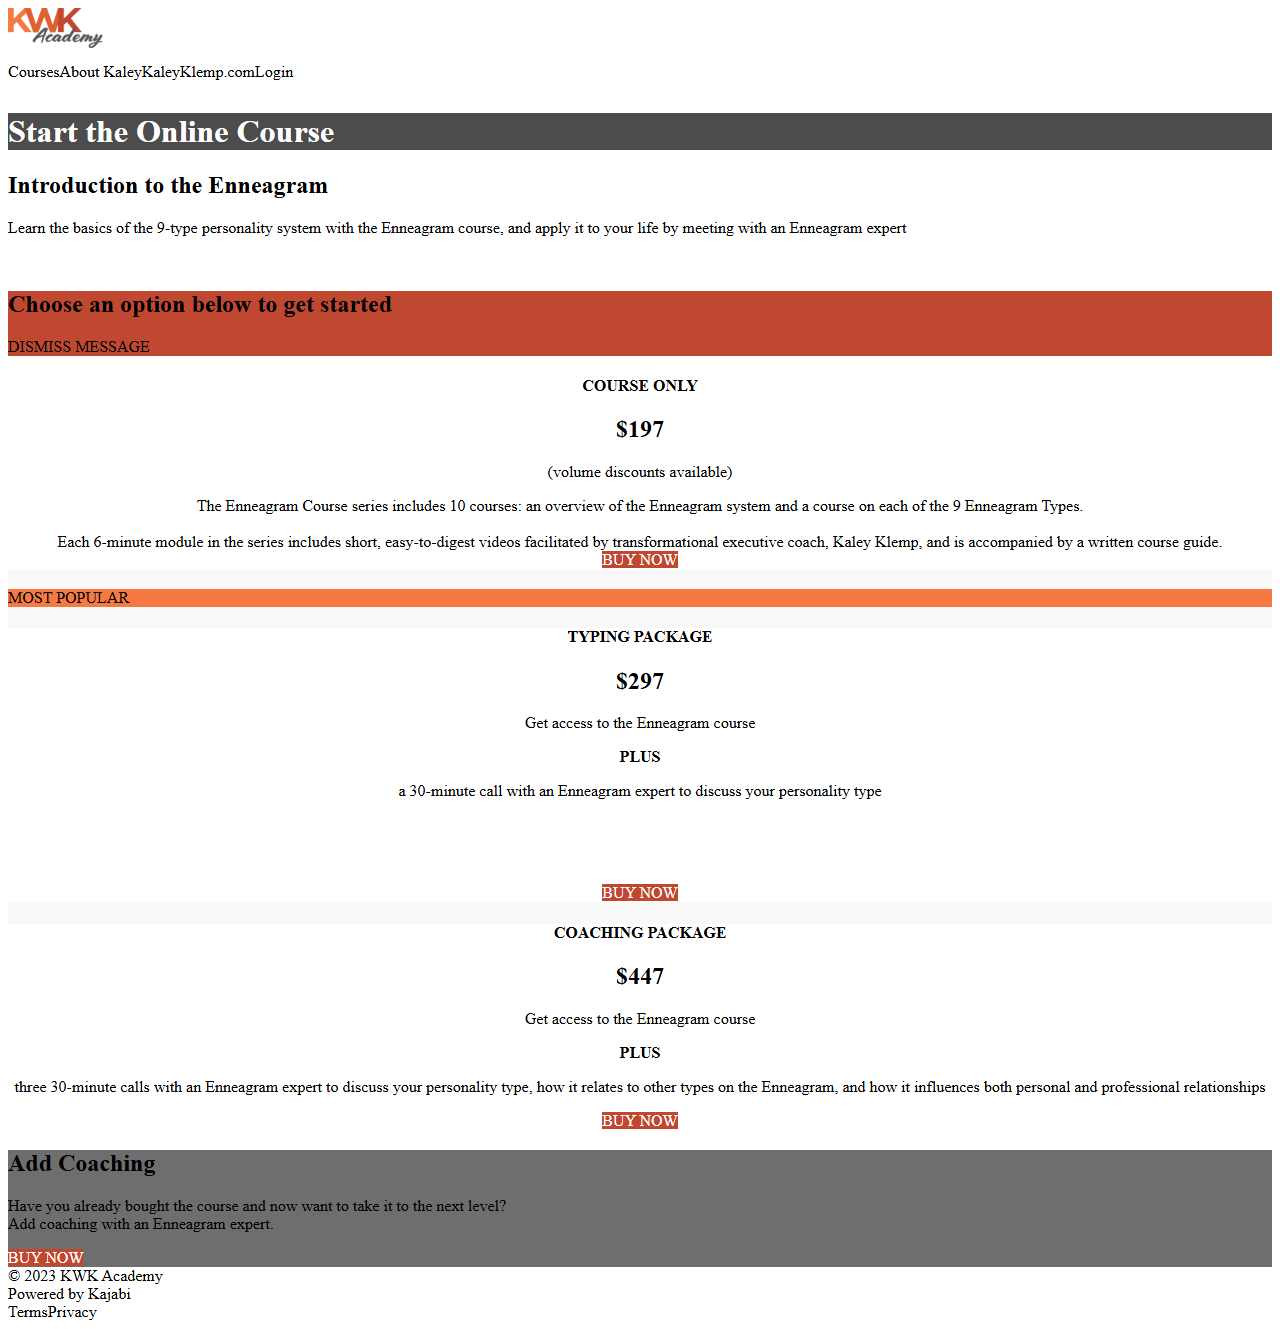 KWK
Academy
CoursesAbout KaleyKaleyKlemp.comLogin
Start the Online Course
Introduction to the Enneagram
Learn the basics of the 9-type personality system with the Enneagram course, and apply it to your life by meeting with an Enneagram expert
Choose an option below to get started
DISMISS MESSAGE
COURSE ONLY
$197
(volume discounts available)
The Enneagram Course series includes 10 courses: an overview of the Enneagram system and a course on each of the 9 Enneagram Types.
Each 6-minute module in the series includes short, easy-to-digest videos facilitated by transformational executive coach, Kaley Klemp, and is accompanied by a written course guide.
BUY NOW
MOST POPULAR
TYPING PACKAGE
$297
Get access to the Enneagram course
PLUS
a 30-minute call with an Enneagram expert to discuss your personality type
BUY NOW
COACHING PACKAGE
$447
Get access to the Enneagram course
PLUS
three 30-minute calls with an Enneagram expert to discuss your personality type, how it relates to other types on the Enneagram, and how it influences both personal and professional relationships
BUY NOW
Add Coaching
Have you already bought the course and now want to take it to the next level?
Add coaching with an Enneagram expert.
BUY NOW
© 2023 KWK Academy
Powered by Kajabi
TermsPrivacy